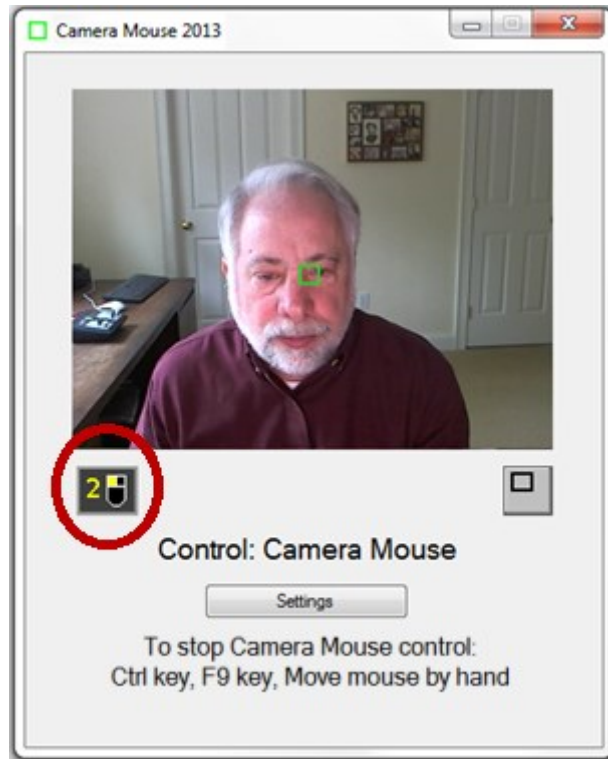 Camera Mouse 2013
2
Control: Camera Mouse
Settings
To stop Camera Mouse control:
Ctrl key, F9 key, Move mouse by hand